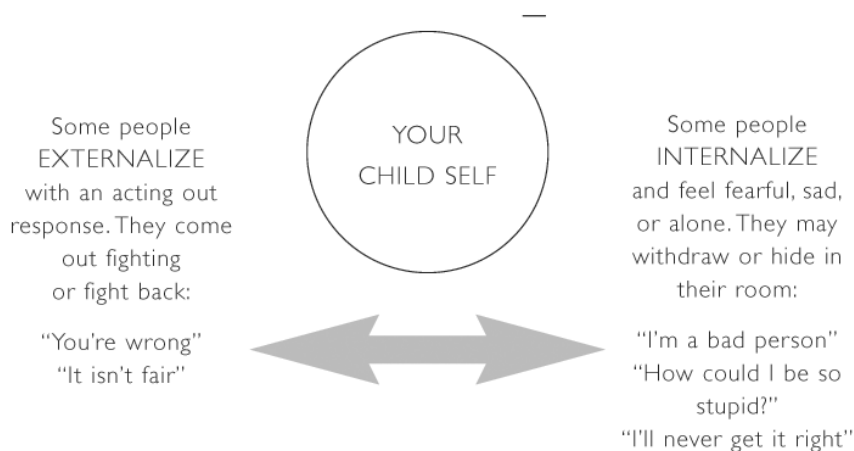 Some people
EXTERNALIZE
with an acting out
response. They come
out fighting
or fight back:
“You're wrong”
“It isn't fair”
YOUR
CHILD SELF
Some people
INTERNALIZE
and feel fearful, sad,
or alone. They may
withdraw or hide in
their room:
“I'm a bad person”
“How could I be so
stupid?”
“I'll never get it right”